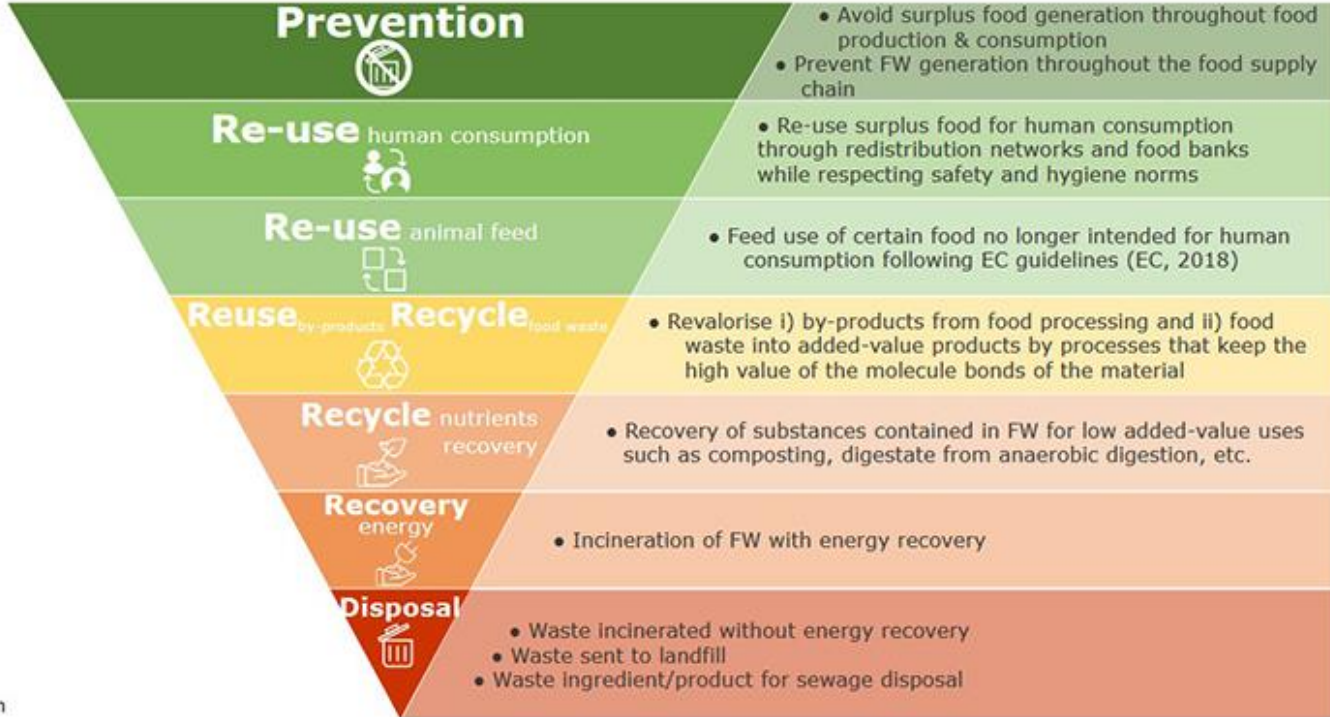 Prevention
● Avoid surplus food generation throughout food
production & consumption
● Prevent FW generation throughout the food supply
chain
Re-use human consumption
● Re-use surplus food for human consumption
through redistribution networks and food banks
while respecting safety and hygiene norms
Re-use animal feed
● Feed use of certain food no longer intended for human
consumption following EC guidelines (EC, 2018)
Reuse by-products Recycle food waste
● Revalorise i) by-products from food processing and ii) food
waste into added-value products by processes that keep the
high value of the molecule bonds of the material
Recycle nutrients
recovery
● Recovery of substances contained in FW for low added-value uses
such as composting, digestate from anaerobic digestion, etc.
Recovery
energy
● Incineration of FW with energy recovery
Disposal
● Waste incinerated without energy recovery
● Waste sent to landfill
● Waste ingredient/product for sewage disposal